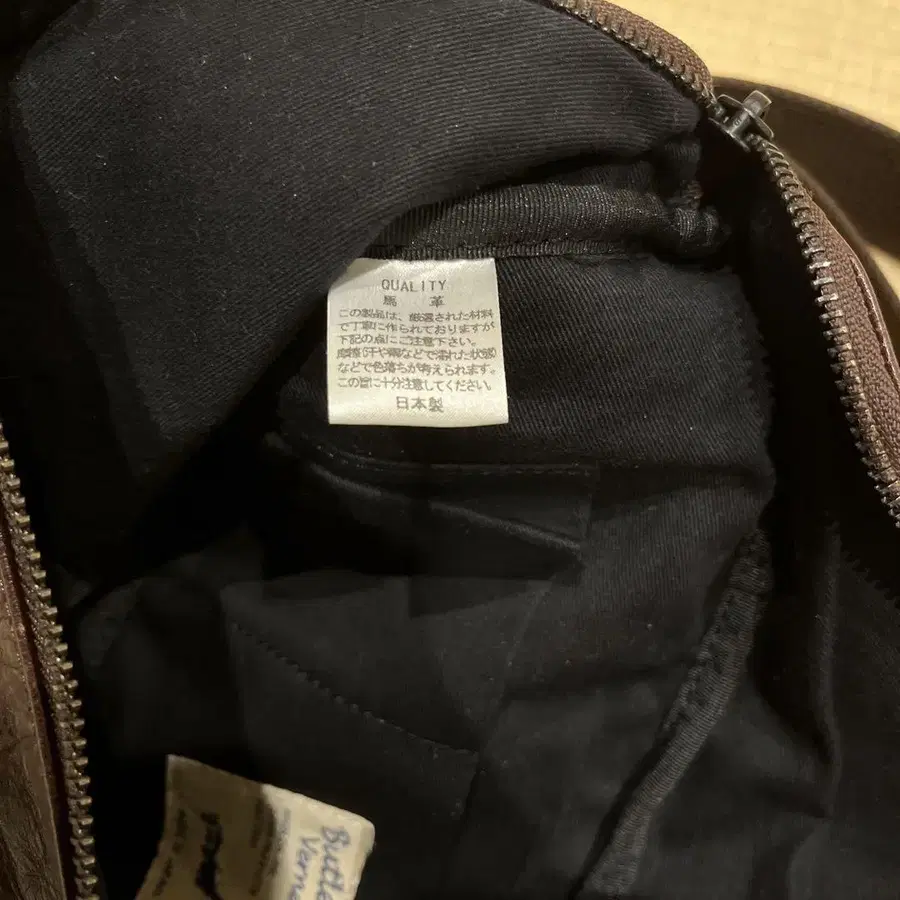 QUALITY
馬 革
この製品は、厳選された材料
で丁寧に作られておりますが
下記の点にご注意下さい。
摩擦(汗や雨などで濡れた状態)
などで色落ちが考えられます。
この旨に十分注意してください。
日本製
Butle
Verne